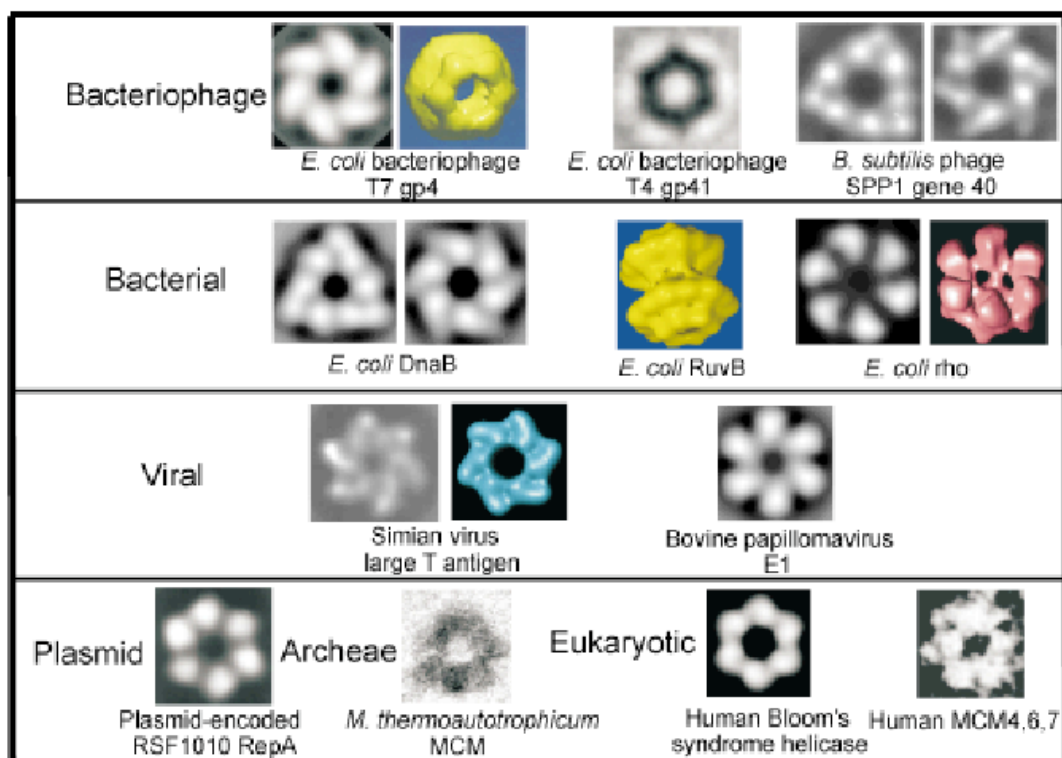 Bacteriophage
E. coli bacteriophage
T7 gp4
E. coli bacteriophage
T4 gp41
B. subtilis phage
SPP1 gene 40
Bacterial
E. coli DnaB
E. coli RuvB
E. coli rho
Viral
Simian virus
large T antigen
Bovine papillomavirus
E1
Plasmid
Plasmid-encoded
RSF1010 RepA
Archeae
M. thermoautotrophicum
MCM
Eukaryotic
Human Bloom's
syndrome helicase
Human MCM4,6,7